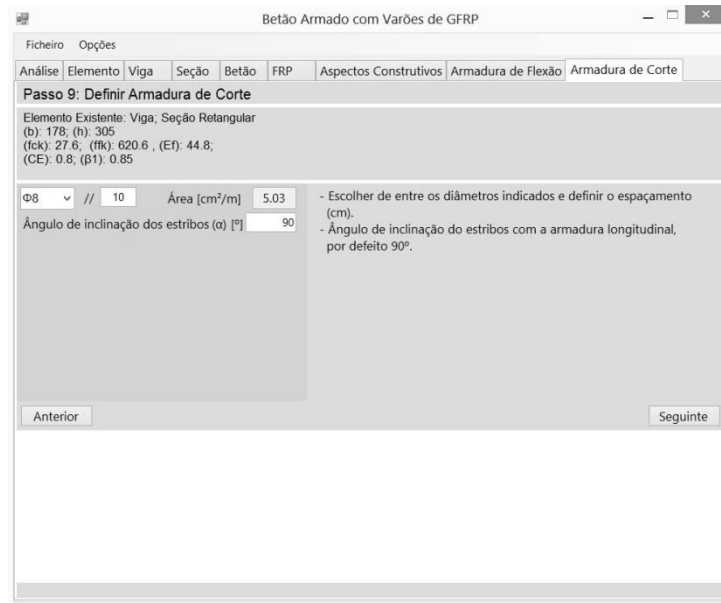 Betão Armado com Varões de GFRP
Ficheiro Opções
Análise Elemento Viga Seção Betão FRP Aspectos Construtivos Armadura de Flexão Armadura de Corte
Passo 9: Definir Armadura de Corte
Elemento Existente: Viga; Seção Retangular
(b): 178; (h): 305
(fck): 27.6; (ffk): 620.6 , (Ef): 44.8;
(CE): 0.8; (β1): 0.85
Φ8 // 10 Área [cm²/m] 5.03
Ângulo de inclinação dos estribos (α) [º] 90
- Escolher de entre os diâmetros indicados e definir o espaçamento
(cm).
- Ângulo de inclinação do estribos com a armadura longitudinal,
por defeito 90º.
Anterior Seguinte